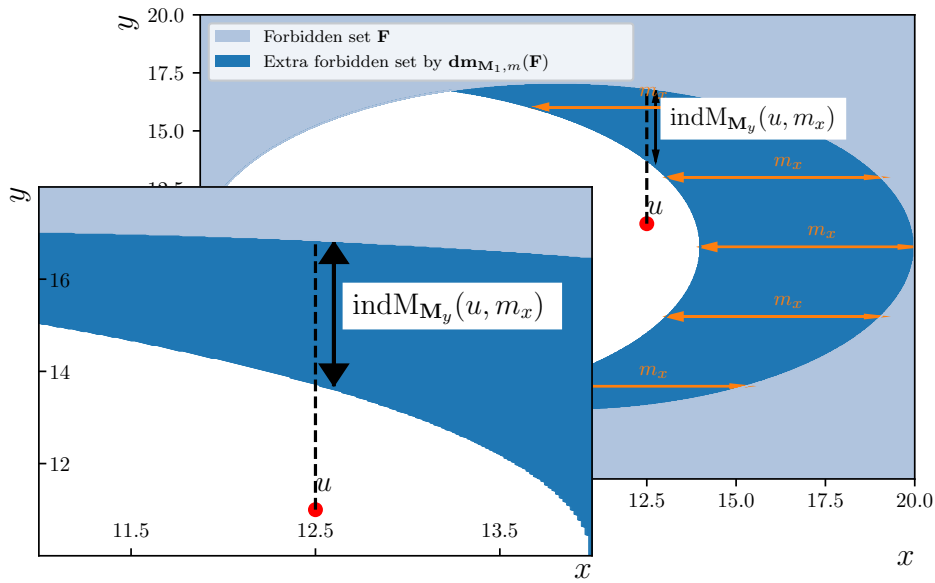 y
20.0
Forbidden set F
Extra forbidden set by dm_{M_1,m}(F)
17.5
15.0
12.5
m_x
indM_{M_y}(u, m_x)
m_x
u
m_x
m_x
m_x
12.5
15.0
17.5
20.0
x
y
16
14
12
indM_{M_y}(u, m_x)
u
11.5
12.5
13.5
x